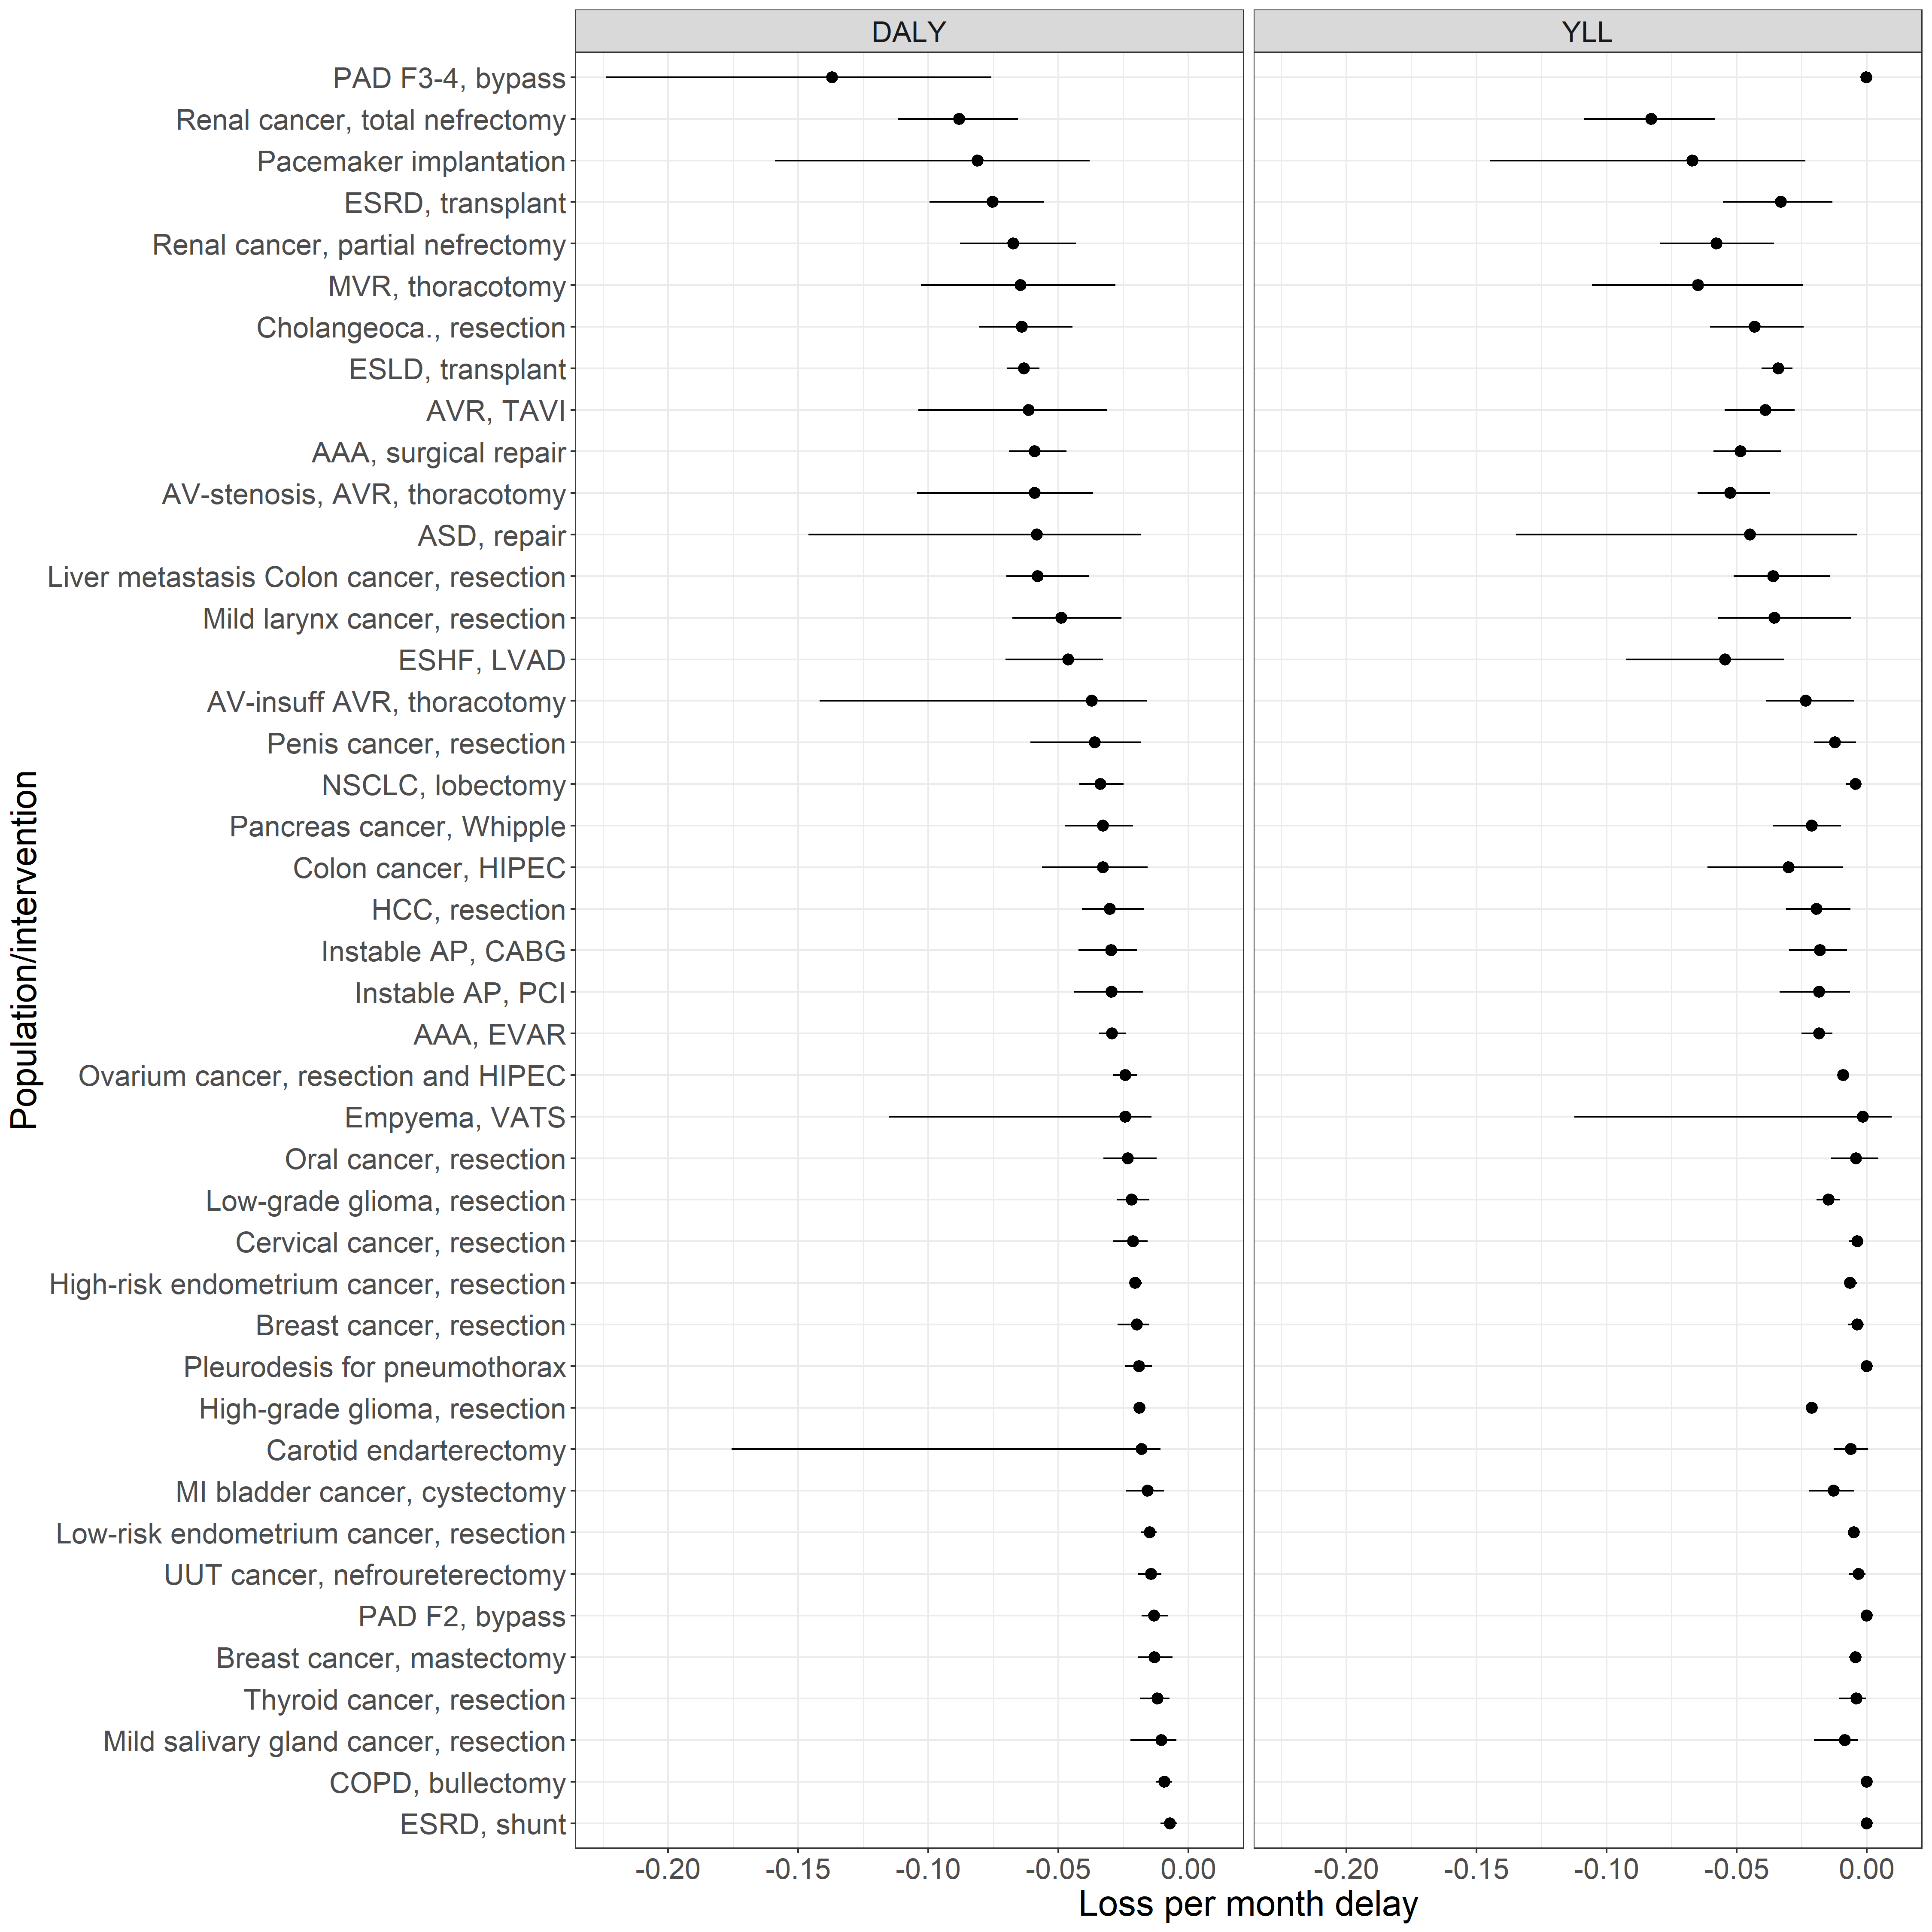 DALY
YLL
Population/intervention
PAD F3-4, bypass
Renal cancer, total nefrectomy
Pacemaker implantation
ESRD, transplant
Renal cancer, partial nefrectomy
MVR, thoracotomy
Cholangeoca., resection
ESLD, transplant
AVR, TAVI
AAA, surgical repair
AV-stenosis, AVR, thoracotomy
ASD, repair
Liver metastasis Colon cancer, resection
Mild larynx cancer, resection
ESHF, LVAD
AV-insuff AVR, thoracotomy
Penis cancer, resection
NSCLC, lobectomy
Pancreas cancer, Whipple
Colon cancer, HIPEC
HCC, resection
Instable AP, CABG
Instable AP, PCI
AAA, EVAR
Ovarium cancer, resection and HIPEC
Empyema, VATS
Oral cancer, resection
Low-grade glioma, resection
Cervical cancer, resection
High-risk endometrium cancer, resection
Breast cancer, resection
Pleurodesis for pneumothorax
High-grade glioma, resection
Carotid endarterectomy
MI bladder cancer, cystectomy
Low-risk endometrium cancer, resection
UUT cancer, nefroureterectomy
PAD F2, bypass
Breast cancer, mastectomy
Thyroid cancer, resection
Mild salivary gland cancer, resection
COPD, bullectomy
ESRD, shunt
-0.20 -0.15 -0.10 -0.05 0.00
-0.20 -0.15 -0.10 -0.05 0.00
Loss per month delay